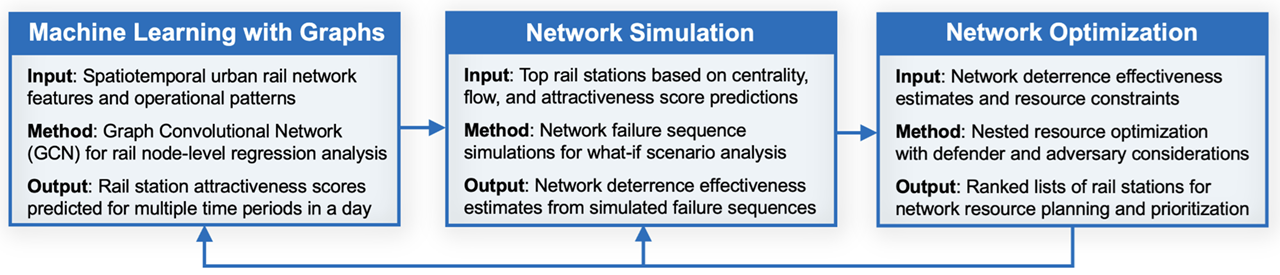 Machine Learning with Graphs
Input: Spatiotemporal urban rail network
features and operational patterns
Method: Graph Convolutional Network
(GCN) for rail node-level regression analysis
Output: Rail station attractiveness scores
predicted for multiple time periods in a day
Network Simulation
Input: Top rail stations based on centrality,
flow, and attractiveness score predictions
Method: Network failure sequence
simulations for what-if scenario analysis
Output: Network deterrence effectiveness
estimates from simulated failure sequences
Network Optimization
Input: Network deterrence effectiveness
estimates and resource constraints
Method: Nested resource optimization
with defender and adversary considerations
Output: Ranked lists of rail stations for
network resource planning and prioritization